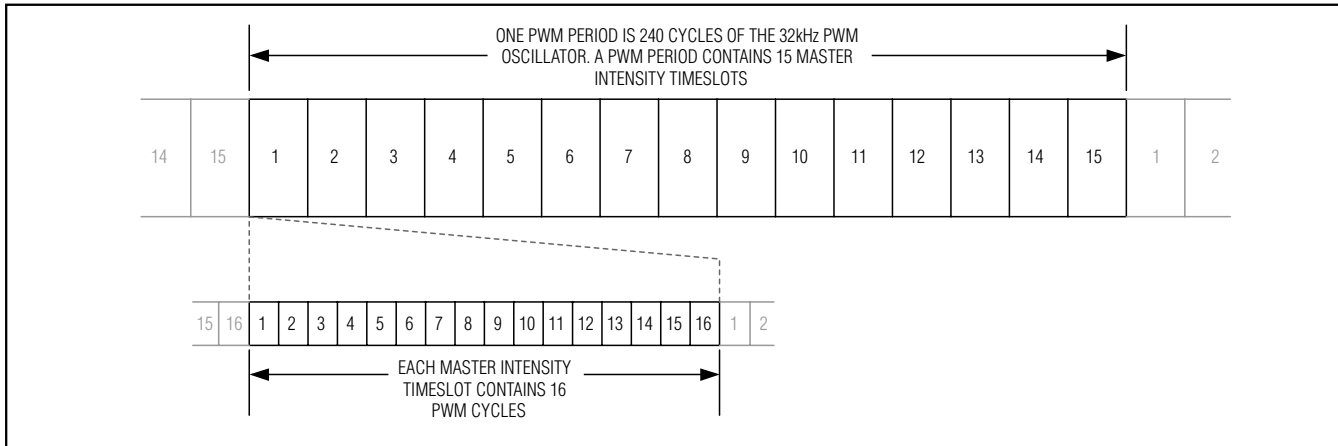 ONE PWM PERIOD IS 240 CYCLES OF THE 32kHz PWM
OSCILLATOR. A PWM PERIOD CONTAINS 15 MASTER
INTENSITY TIMESLOTS
14 15 1 2 3 4 5 6 7 8 9 10 11 12 13 14 15 1 2
15 16 1 2 3 4 5 6 7 8 9 10 11 12 13 14 15 16 1 2
EACH MASTER INTENSITY
TIMESLOT CONTAINS 16
PWM CYCLES